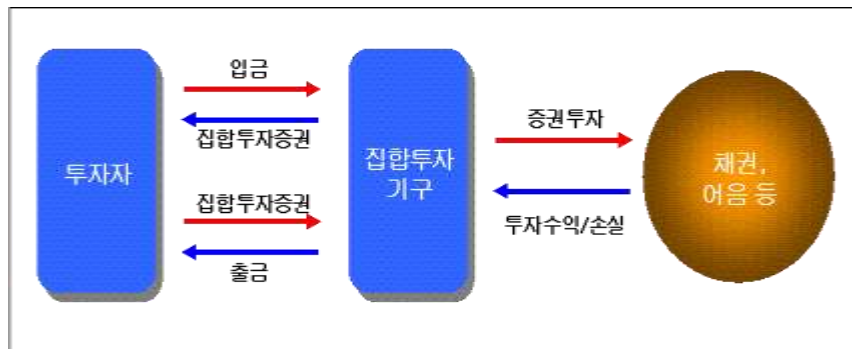 입금
집합투자증권
투자자
집합투자증권
출금
집합투자
기구
증권투자
투자수익/손실
채권,
어음 등